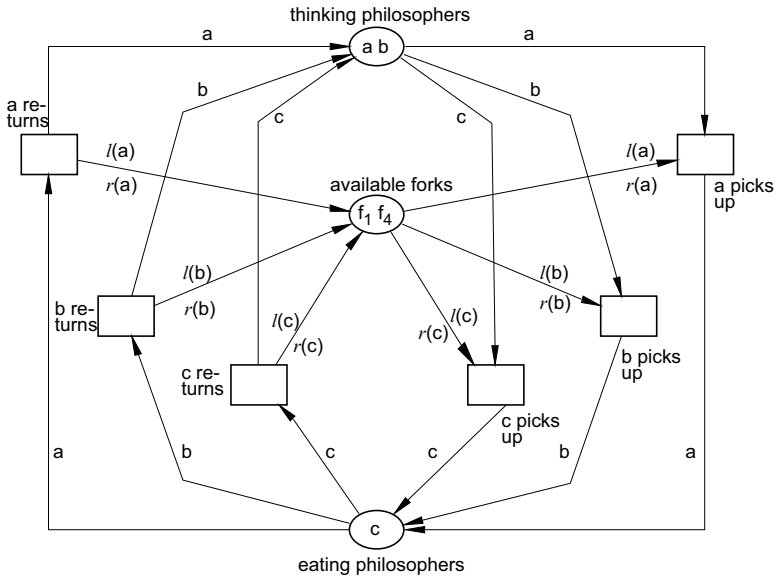 thinking philosophers
a
a b
a
b
b
a re-
turns
c
c
l(a)
r(a)
available forks
l(a)
r(a)
a picks
up
f1 f4
l(b)
r(b)
l(b)
r(b)
b re-
turns
l(c)
r(c)
l(c)
r(c)
b picks
up
c re-
turns
c picks
up
a
b
c
c
b
a
c
eating philosophers